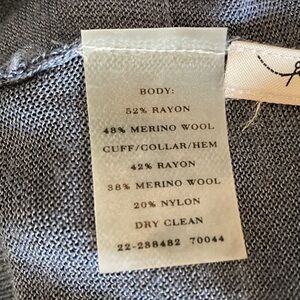 BODY:
52% RAYON
48% MERINO WOOL
CUFF/COLLAR/HEM
42% RAYON
38% MERINO WOOL
20% NYLON
DRY CLEAN
22-238482 70044